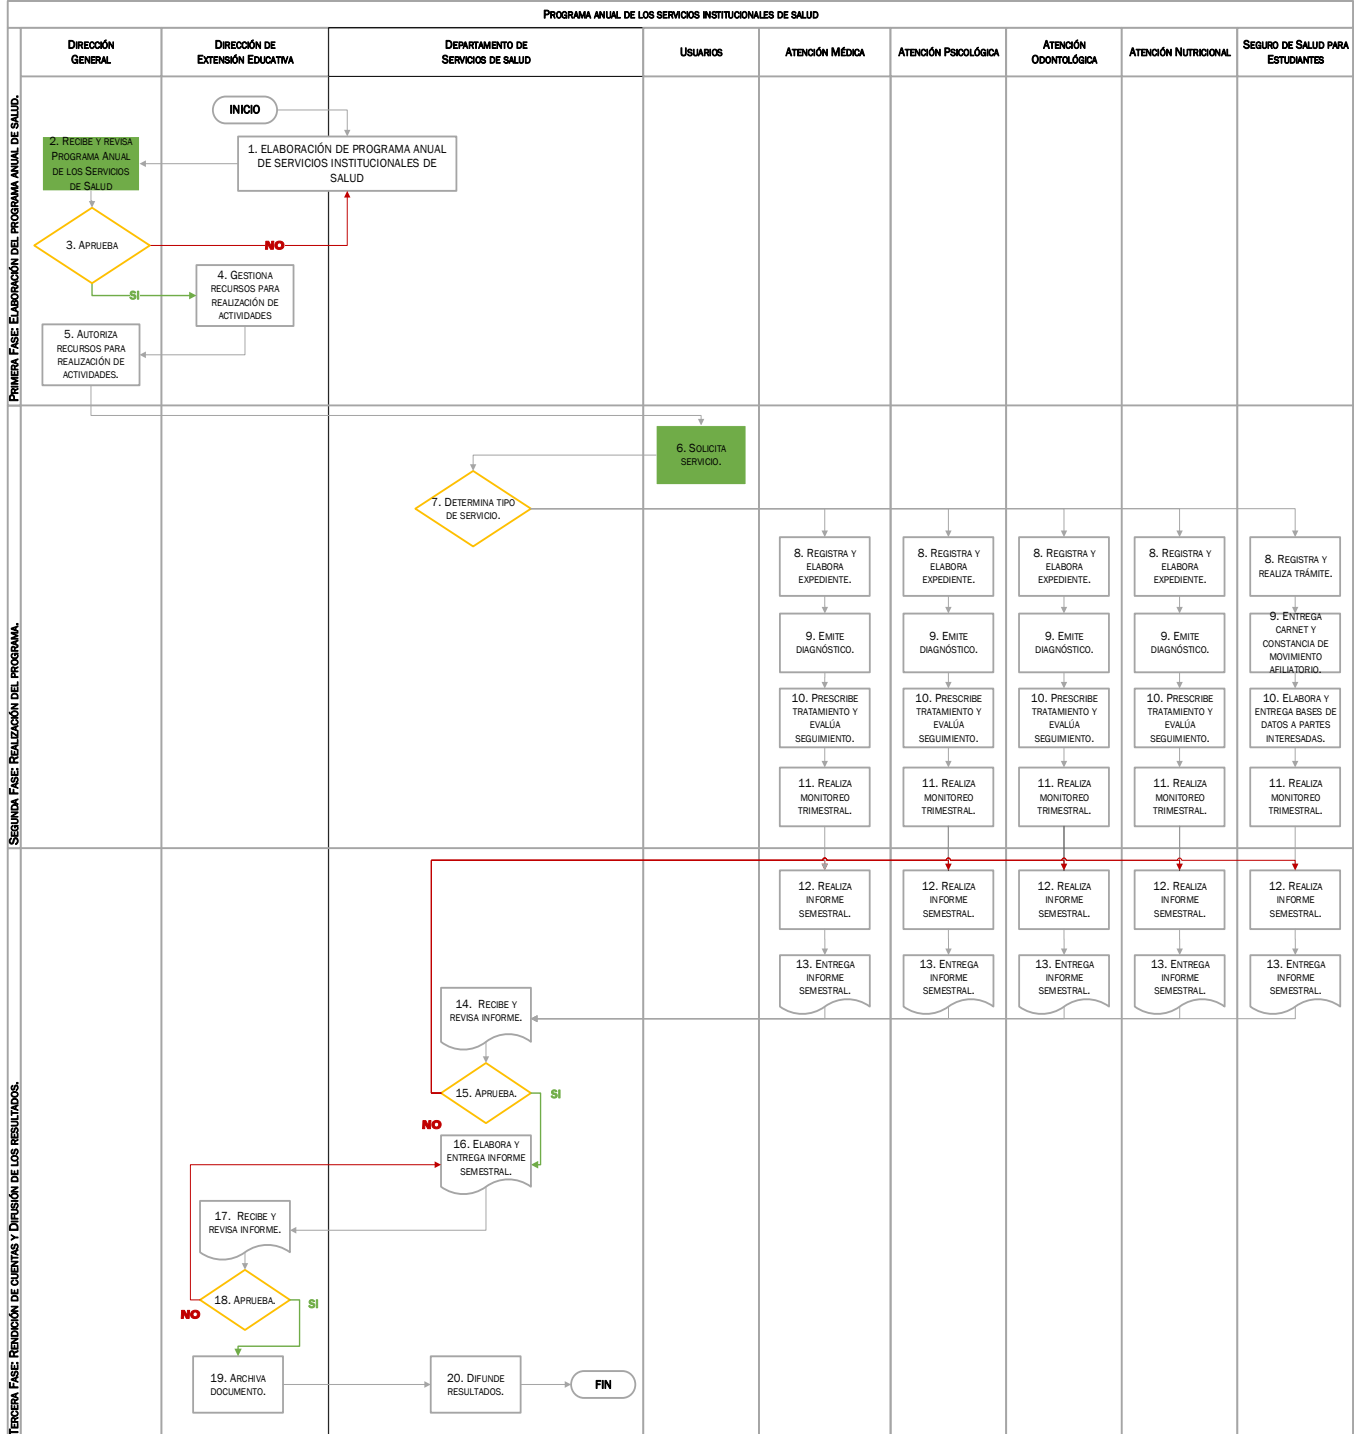 PROGRAMA ANUAL DE LOS SERVICIOS INSTITUCIONALES DE SALUD
DIRECCIÓN
GENERAL
DIRECCIÓN DE
EXTENSIÓN EDUCATIVA
DEPARTAMENTO DE
SERVICIOS DE SALUD
USUARIOS
ATENCIÓN MÉDICA
ATENCIÓN PSICOLÓGICA
ATENCIÓN
ODONTOLÓGICA
ATENCIÓN NUTRICIONAL
SEGURO DE SALUD PARA
ESTUDIANTES
PRIMERA FASE: ELABORACIÓN DEL PROGRAMA ANUAL DE SALUD.
INICIO
1. ELABORACIÓN DE PROGRAMA ANUAL
DE SERVICIOS INSTITUCIONALES DE
SALUD
2. RECIBE Y REVISA
PROGRAMA ANUAL
DE LOS SERVICIOS
DE SALUD
3. APRUEBA
NO
SI
4. GESTIONA
RECURSOS PARA
REALIZACIÓN DE
ACTIVIDADES
5. AUTORIZA
RECURSOS PARA
REALIZACIÓN DE
ACTIVIDADES.
SEGUNDA FASE: REALIZACIÓN DEL PROGRAMA.
6. SOLICITA
SERVICIO.
7. DETERMINA TIPO
DE SERVICIO.
8. REGISTRA Y
ELABORA
EXPEDIENTE.
8. REGISTRA Y
ELABORA
EXPEDIENTE.
8. REGISTRA Y
ELABORA
EXPEDIENTE.
8. REGISTRA Y
ELABORA
EXPEDIENTE.
8. REGISTRA Y
REALIZA TRÁMITE.
9. EMITE
DIAGNÓSTICO.
9. EMITE
DIAGNÓSTICO.
9. EMITE
DIAGNÓSTICO.
9. EMITE
DIAGNÓSTICO.
9. ENTREGA
CARNET Y
CONSTANCIA DE
MOVIMIENTO
AFILIATORIO.
10. PRESCRIBE
TRATAMIENTO Y
EVALÚA
SEGUIMIENTO.
10. PRESCRIBE
TRATAMIENTO Y
EVALÚA
SEGUIMIENTO.
10. PRESCRIBE
TRATAMIENTO Y
EVALÚA
SEGUIMIENTO.
10. PRESCRIBE
TRATAMIENTO Y
EVALÚA
SEGUIMIENTO.
10. ELABORA Y
ENTREGA BASES DE
DATOS A PARTES
INTERESADAS.
11. REALIZA
MONITOREO
TRIMESTRAL.
11. REALIZA
MONITOREO
TRIMESTRAL.
11. REALIZA
MONITOREO
TRIMESTRAL.
11. REALIZA
MONITOREO
TRIMESTRAL.
11. REALIZA
MONITOREO
TRIMESTRAL.
TERCERA FASE: RENDICIÓN DE CUENTAS Y DIFUSIÓN DE LOS RESULTADOS.
12. REALIZA
INFORME
SEMESTRAL.
12. REALIZA
INFORME
SEMESTRAL.
12. REALIZA
INFORME
SEMESTRAL.
12. REALIZA
INFORME
SEMESTRAL.
12. REALIZA
INFORME
SEMESTRAL.
13. ENTREGA
INFORME
SEMESTRAL.
13. ENTREGA
INFORME
SEMESTRAL.
13. ENTREGA
INFORME
SEMESTRAL.
13. ENTREGA
INFORME
SEMESTRAL.
13. ENTREGA
INFORME
SEMESTRAL.
14. RECIBE Y
REVISA INFORME.
15. APRUEBA.
SI
NO
16. ELABORA Y
ENTREGA INFORME
SEMESTRAL.
17. RECIBE Y
REVISA INFORME.
18. APRUEBA.
SI
NO
19. ARCHIVA
DOCUMENTO.
20. DIFUNDE
RESULTADOS.
FIN